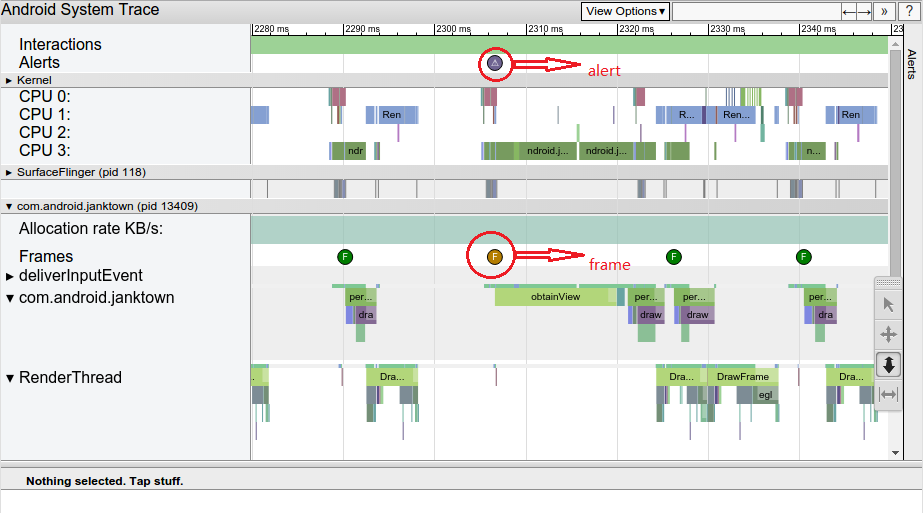 Android System Trace
View Options▾
←→
»
?
2280 ms 2290 ms 2300 ms 2310 ms 2320 ms 2330 ms 2340 ms 23
Interactions
Alerts
alert
Alerts
▸ Kernel
CPU 0:
CPU 1: Ren R... Ren... Ren
CPU 2:
CPU 3: ndr ndroid.j... ndroid.j... n...
▸ SurfaceFlinger (pid 118)
▾ com.android.janktown (pid 13409)
Allocation rate KB/s:
Frames F F F F
frame
▸ deliverInputEvent
▾ com.android.janktown per... obtainView per... per... per...
dra draw draw dra
▾ RenderThread . Dra... Dra... DrawFrame Dra...
egl
Nothing selected. Tap stuff.